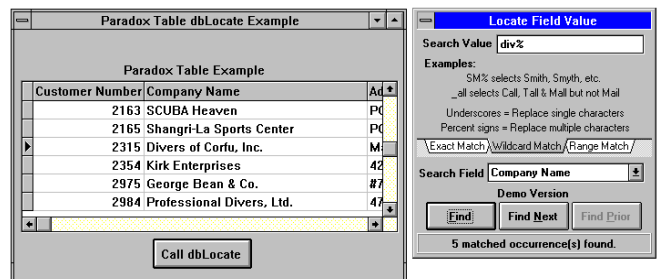 Paradox Table dbLocate Example
Paradox Table Example
Customer Number Company Name Ad
2163 SCUBA Heaven PO
2165 Shangri-La Sports Center PO
2315 Divers of Corfu, Inc.
2354 Kirk Enterprises 42
2975 George Bean & Co. #7
2984 Professional Divers, Ltd. 47
Call dbLocate
Locate Field Value
Search Value div%
Examples:
SM% selects Smith, Smyth, etc.
_all selects Call, Tall & Mall but not Mail
Underscores = Replace single characters
Percent signs = Replace multiple characters
Exact Match Wildcard Match Range Match
Search Field Company Name
Demo Version
Find Find Next Find Prior
5 matched occurrence(s) found.